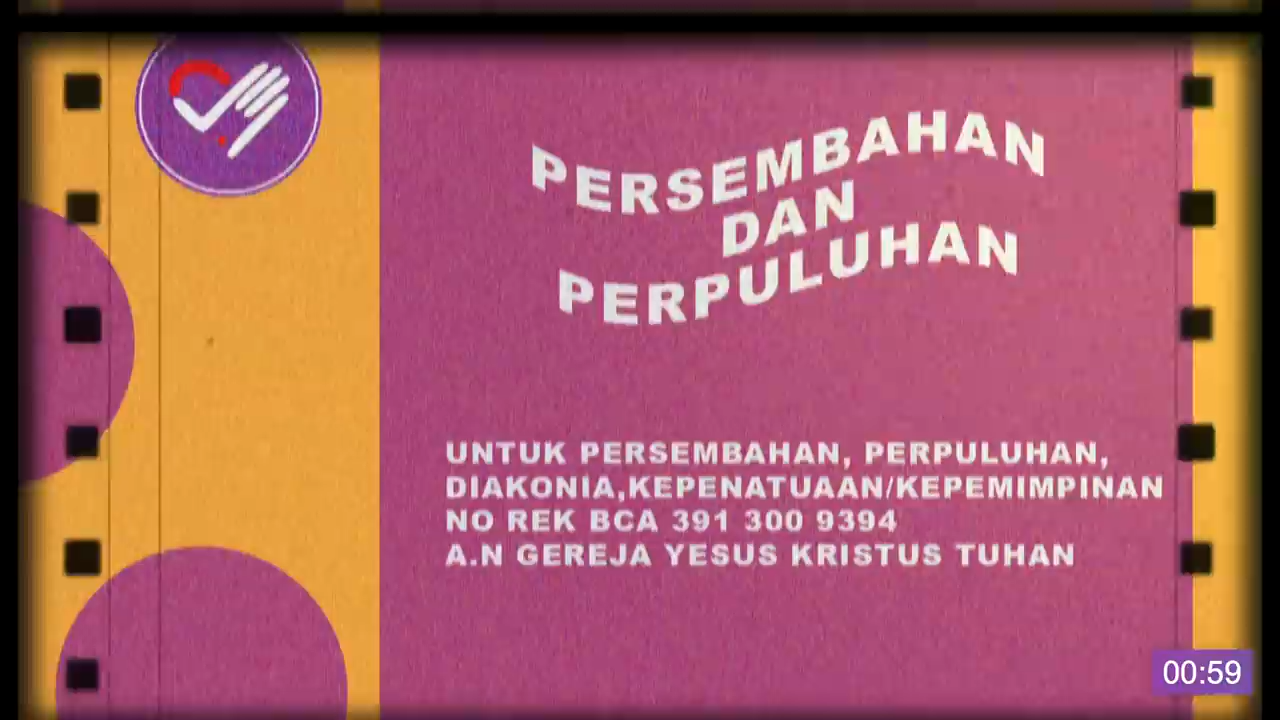 PERSEMBAHAN
DAN
PERPULUHAN
UNTUK PERSEMBAHAN, PERPULUHAN,
DIAKONIA,KEPENATUAAN/KEPEMIMPINAN
NO REK BCA 391 300 9394
A.N GEREJA YESUS KRISTUS TUHAN
00:59